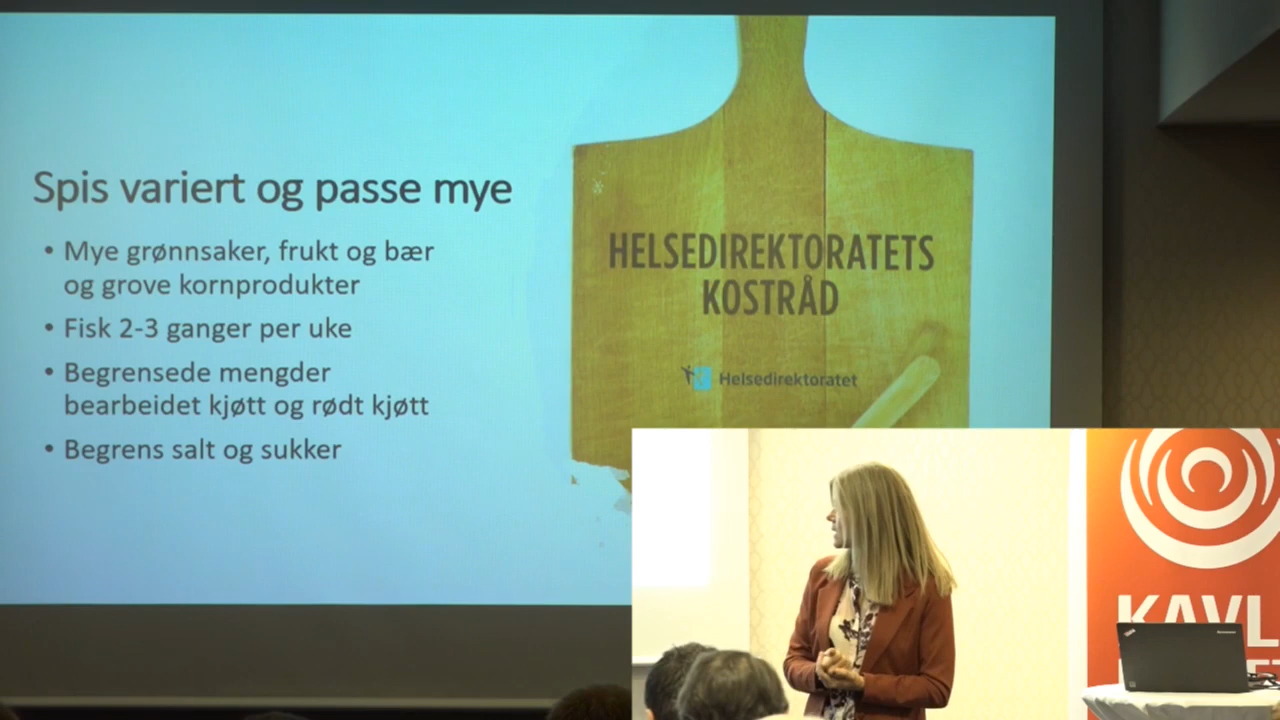 Spis variert og passe mye
• Mye grønnsaker, frukt og bær
og grove kornprodukter
• Fisk 2-3 ganger per uke
• Begrensede mengder
bearbeidet kjøtt og rødt kjøtt
• Begrens salt og sukker
HELSEDIREKTORATETS
KOSTRÅD
Helsedirektoratet